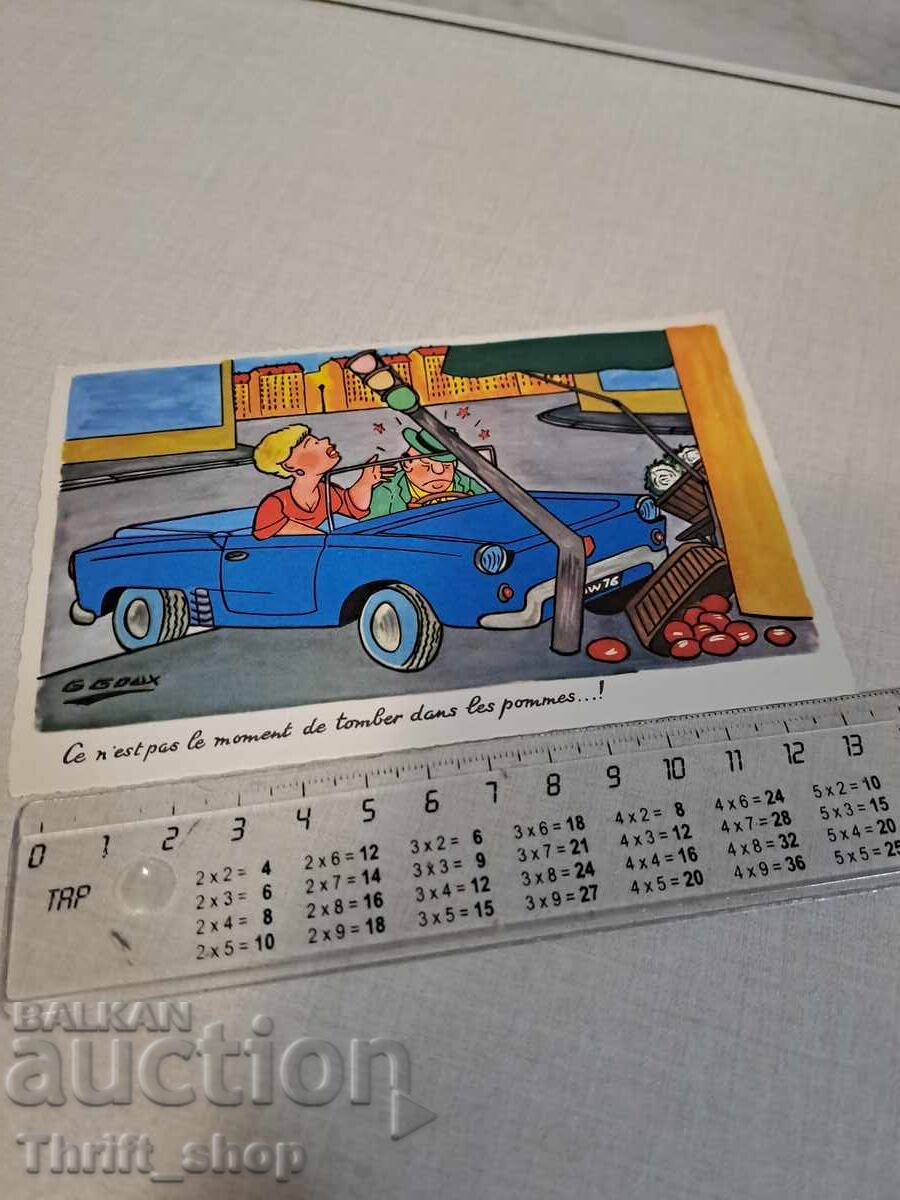 DW 76
G GOUX
Ce n'est pas le moment de tomber dans les pommes...!
0 1 2 3 4 5 6 7 8 9 10 11 12 13
TAP
2 x 2 = 4
2 x 3 = 6
2 x 4 = 8
2 x 5 = 10
2 x 6 = 12
2 x 7 = 14
2 x 8 = 16
2 x 9 = 18
3 x 2 = 6
3 x 3 = 9
3 x 4 = 12
3 x 5 = 15
3 x 6 = 18
3 x 7 = 21
3 x 8 = 24
3 x 9 = 27
4 x 2 = 8
4 x 3 = 12
4 x 4 = 16
4 x 5 = 20
4 x 6 = 24
4 x 7 = 28
4 x 8 = 32
4 x 9 = 36
5 x 2 = 10
5 x 3 = 15
5 x 4 = 20
5 x 5 = 25
BALKAN
auction
Thrift_shop